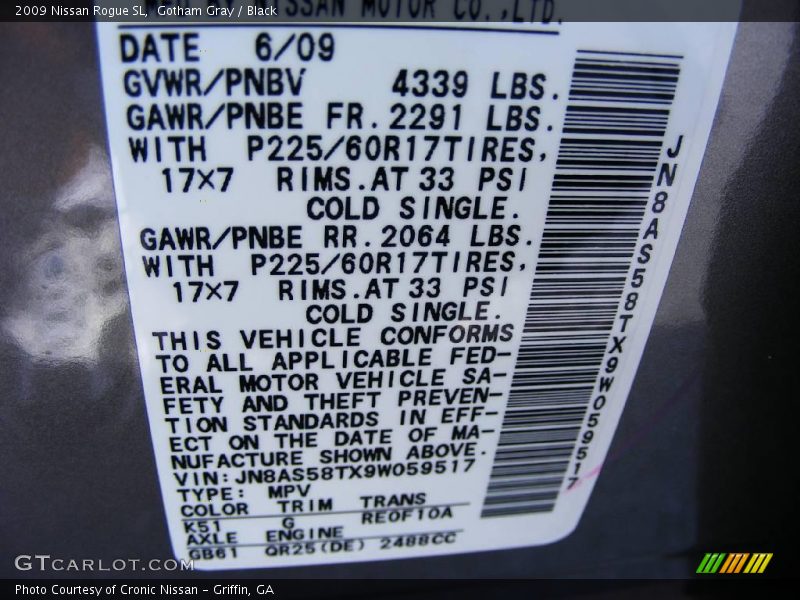 2009 Nissan Rogue SL, Gotham Gray / Black
NISSAN MOTOR CO.,LTD.
DATE 6/09
GVWR/PNBV 4339 LBS.
GAWR/PNBE FR. 2291 LBS.
WITH P225/60R17TIRES,
17×7 RIMS.AT 33 PSI
COLD SINGLE.
GAWR/PNBE RR. 2064 LBS.
WITH P225/60R17TIRES,
17×7 RIMS.AT 33 PSI
COLD SINGLE.
THIS VEHICLE CONFORMS
TO ALL APPLICABLE FED-
ERAL MOTOR VEHICLE SA-
FETY AND THEFT PREVEN-
TION STANDARDS IN EFF-
ECT ON THE DATE OF MA-
NUFACTURE SHOWN ABOVE.
VIN:JN8AS58TX9W059517
TYPE: MPV
COLOR TRIM TRANS
K51 G RE0F10A
AXLE ENGINE
GB61 QR25(DE) 2488CC
JN8AS58TX9W059517
GTCARLOT.COM
Photo Courtesy of Cronic Nissan – Griffin, GA